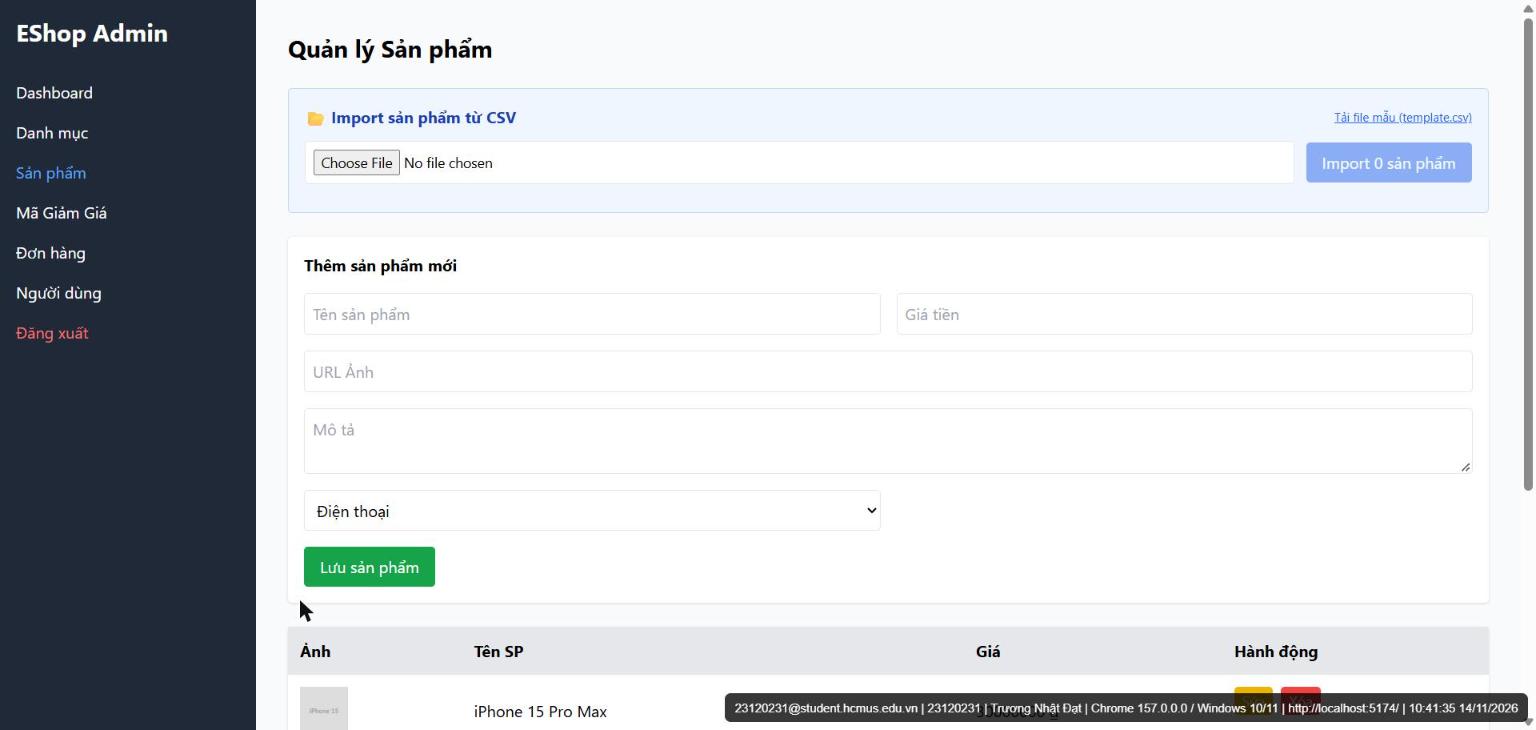 EShop Admin
Dashboard
Danh mục
Sản phẩm
Mã Giảm Giá
Đơn hàng
Người dùng
Đăng xuất
Quản lý Sản phẩm
Import sản phẩm từ CSV
Tải file mẫu (template.csv)
Choose File No file chosen
Import 0 sản phẩm
Thêm sản phẩm mới
Tên sản phẩm
Giá tiền
URL Ảnh
Mô tả
Điện thoại
Lưu sản phẩm
Ảnh Tên SP Giá Hành động
iPhone 15
iPhone 15 Pro Max
23120231@student.hcmus.edu.vn | 23120231 | Trương Nhật Đạt | Chrome 157.0.0.0 / Windows 10/11 | http://localhost:5174/ | 10:41:35 14/11/2026